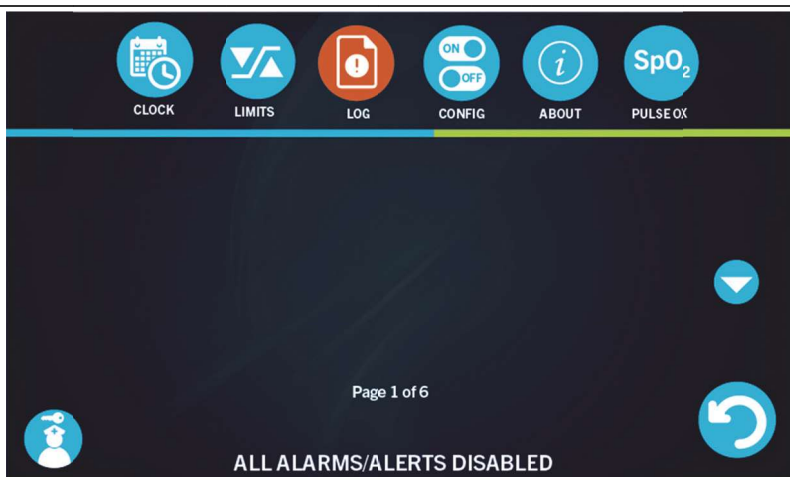 ON
OFF
SpO₂
CLOCK
LIMITS
LOG
CONFIG
ABOUT
PULSE OX
Page 1 of 6
ALL ALARMS/ALERTS DISABLED